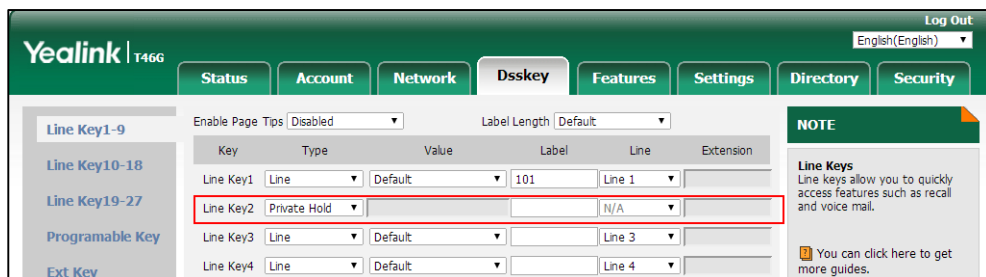 Log Out
Yealink | T46G
English(English)
Status Account Network Dsskey Features Settings Directory Security
Line Key1-9
Line Key10-18
Line Key19-27
Programable Key
Ext Key
Enable Page Tips Disabled Label Length Default
Key Type Value Label Line Extension
Line Key1 Line Default 101 Line 1
Line Key2 Private Hold N/A
Line Key3 Line Default Line 3
Line Key4 Line Default Line 4
NOTE
Line Keys
Line keys allow you to quickly
access features such as recall
and voice mail.
You can click here to get
more guides.